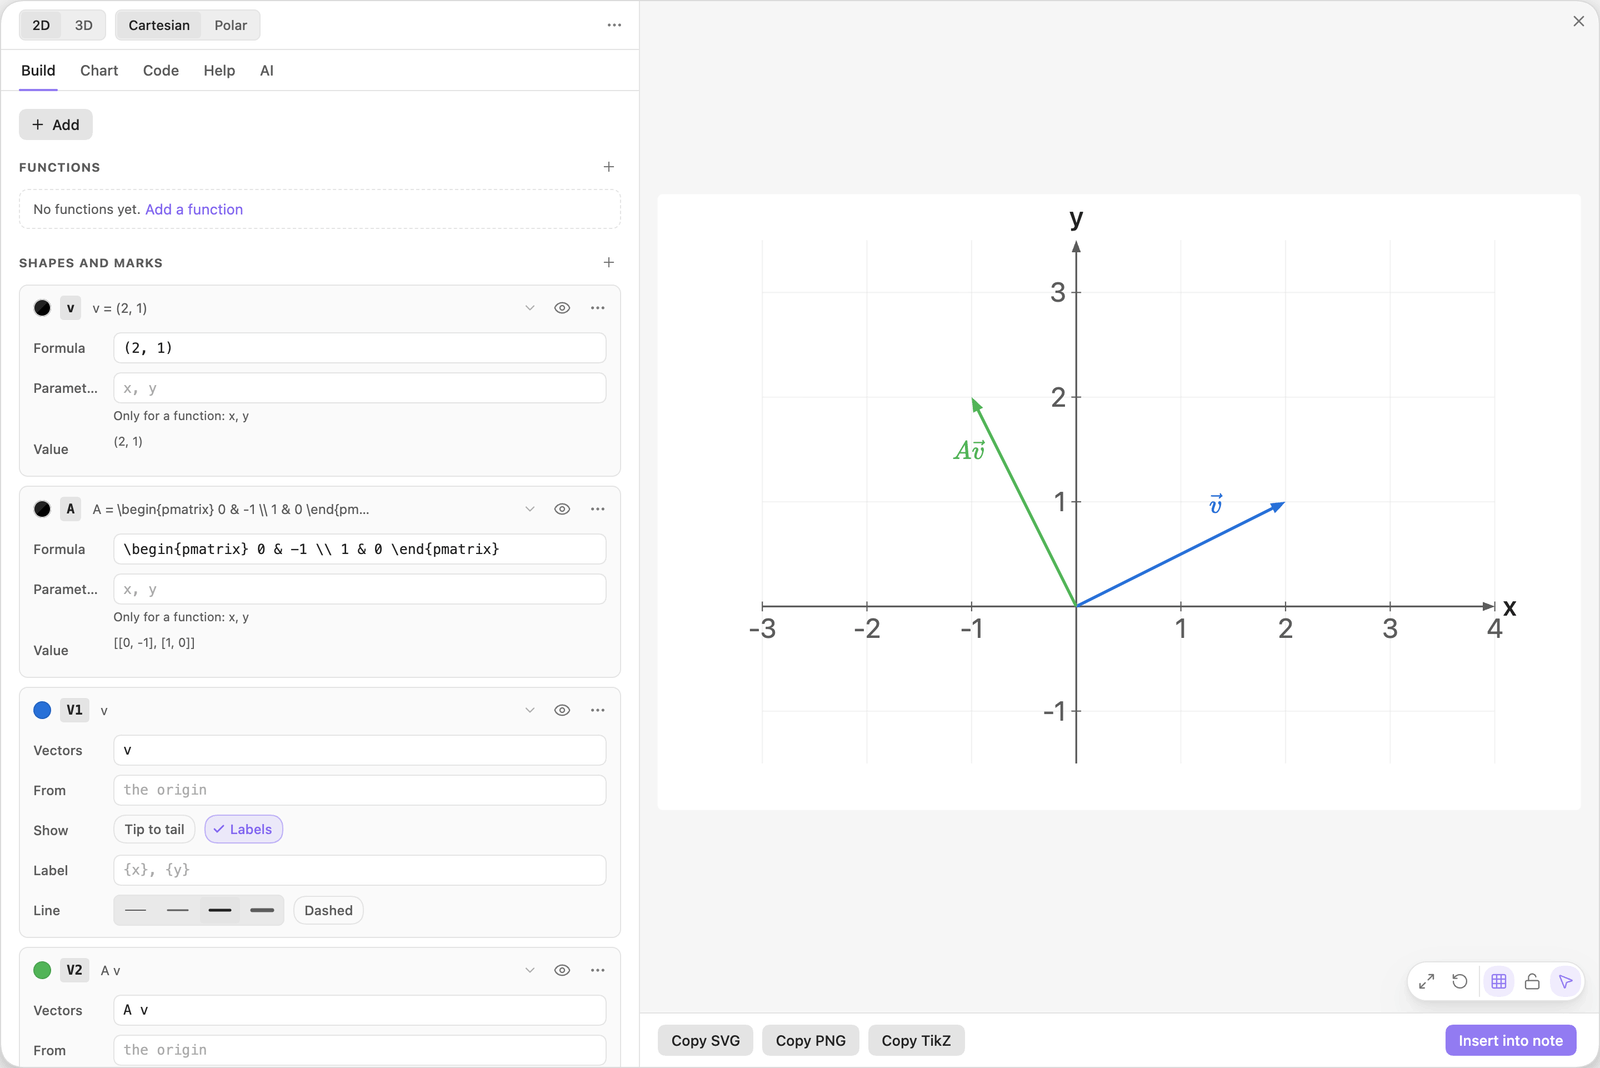 2D 3D Cartesian Polar
Build Chart Code Help AI
+ Add
FUNCTIONS
No functions yet. Add a function
SHAPES AND MARKS
v v = (2, 1)
Formula (2, 1)
Paramet... x, y
Only for a function: x, y
Value (2, 1)
A A = \begin{pmatrix} 0 & -1 \\ 1 & 0 \end{pm...
Formula \begin{pmatrix} 0 & −1 \\ 1 & 0 \end{pmatrix}
Paramet... x, y
Only for a function: x, y
Value [[0, -1], [1, 0]]
V1 v
Vectors v
From the origin
Show Tip to tail Labels
Label {x}, {y}
Line Dashed
V2 A v
Vectors A v
From the origin
y
3
2
Av⃗
1 v⃗
x
-3 -2 -1 1 2 3 4
-1
Copy SVG Copy PNG Copy TikZ Insert into note